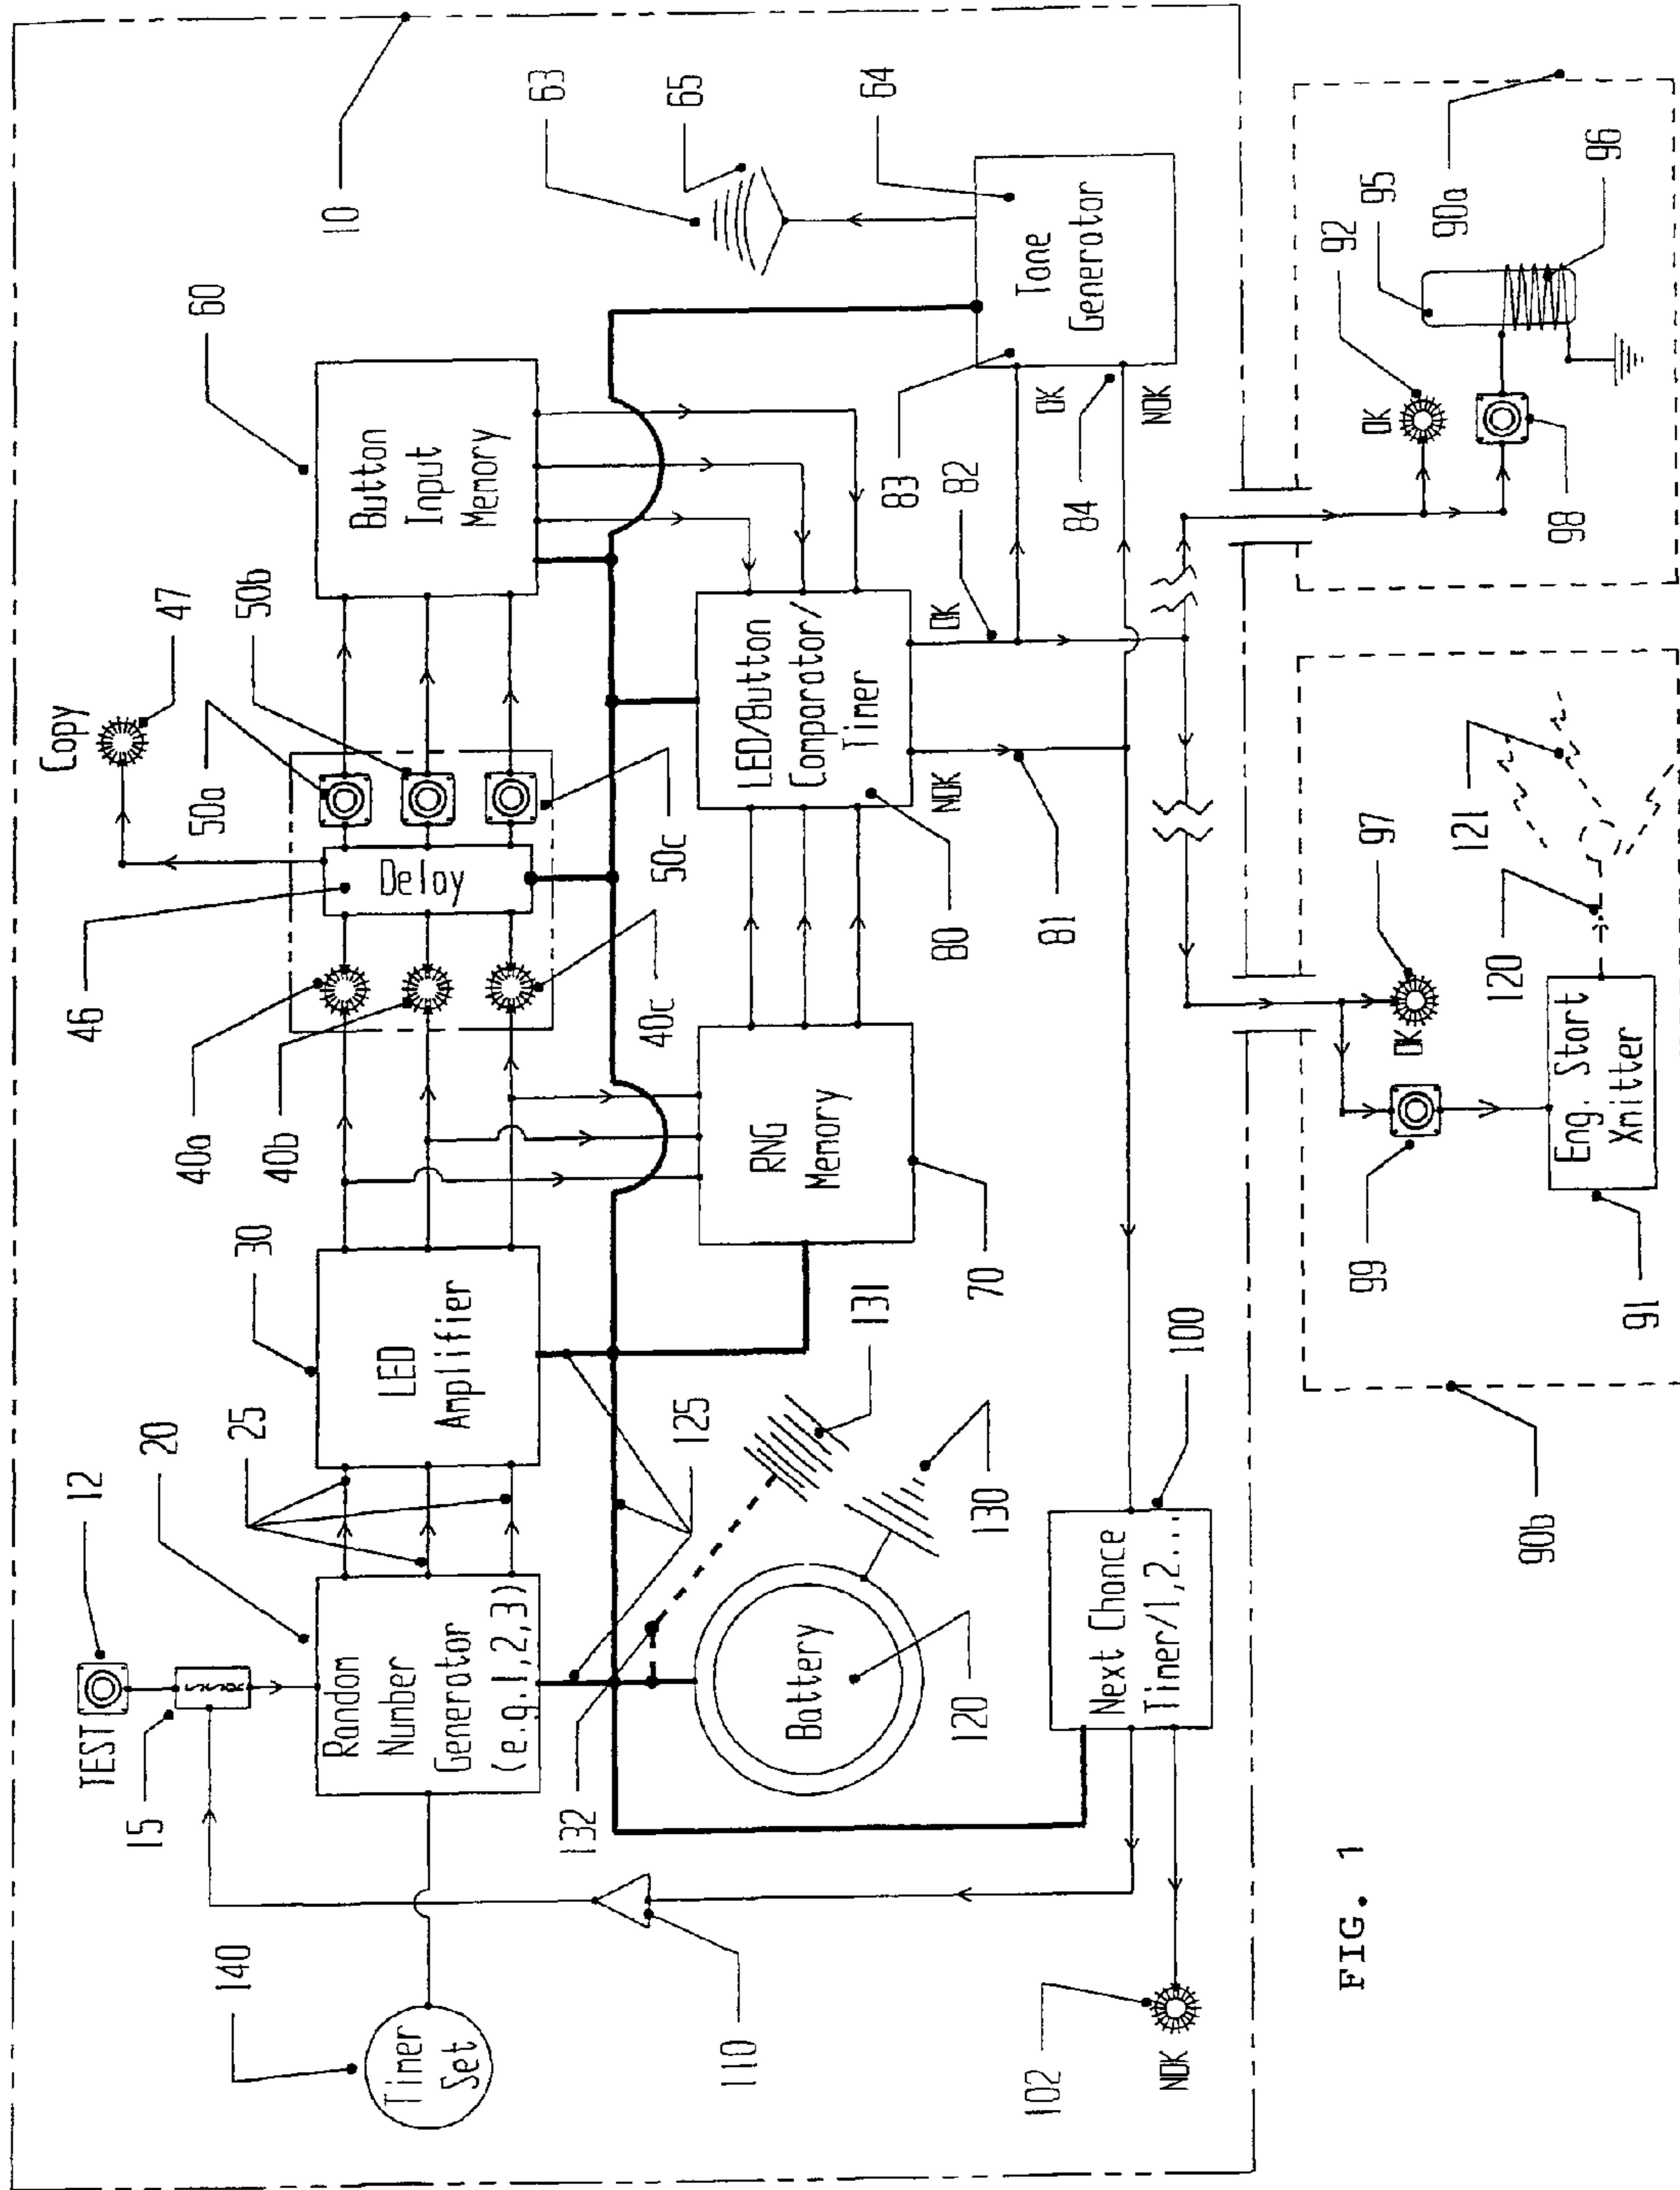 10
12
TEST
15
20
Random
Number
Generator
(e.g.1,2,3)
25
30
LED
Amplifier
40a
40b
40c
46
Delay
Copy
47
50a
50b
50c
60
Button
Input
Memory
63
65
64
Tone
Generator
83
OK
84
NOK
140
Timer
Set
132
125
Battery
120
130
131
RNG
Memory
70
LED/Button
Comparator/
Timer
80
NOK
81
OK
82
110
Next Chance
Timer/1,2...
100
102
NOK
90b
91
Eng. Start
Xmitter
99
OK
97
120
121
OK
92
95
96
98
90a
FIG. 1